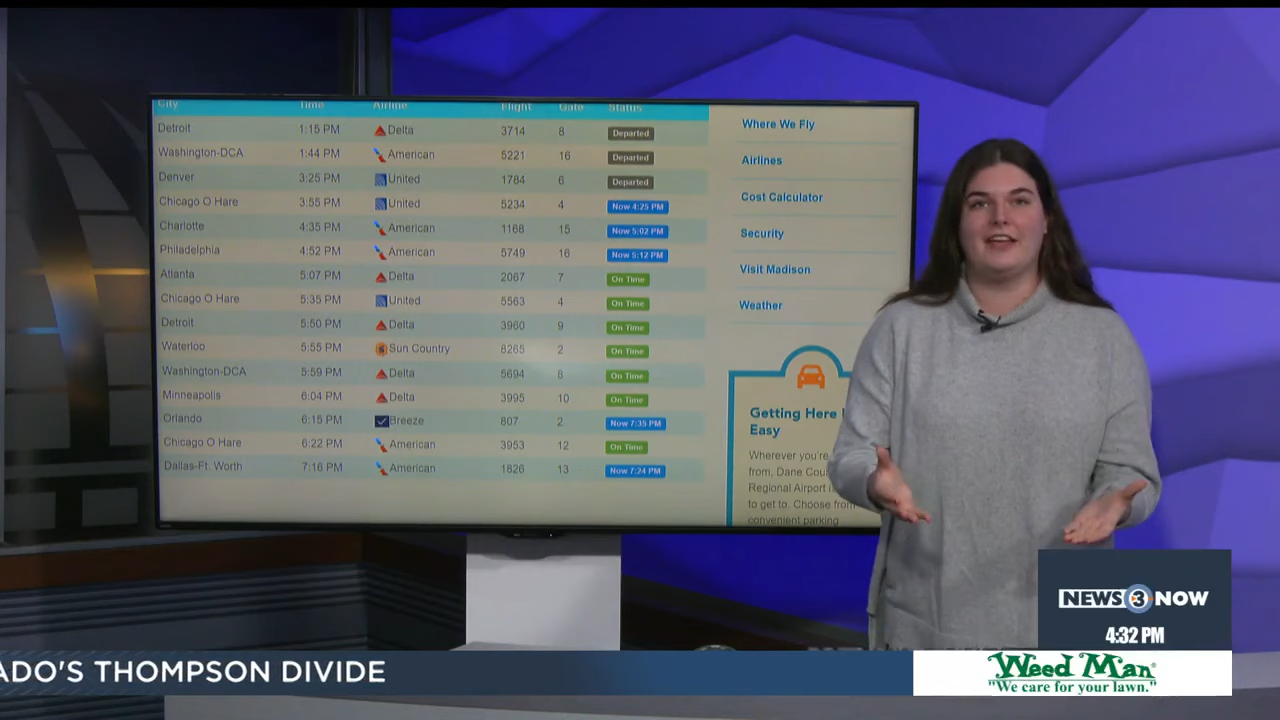 City Time Airline Flight Gate Status
Detroit 1:15 PM Delta 3714 8 Departed
Washington-DCA 1:44 PM American 5221 16 Departed
Denver 3:25 PM United 1784 6 Departed
Chicago O Hare 3:55 PM United 5234 4 Now 4:25 PM
Charlotte 4:35 PM American 1168 15 Now 5:02 PM
Philadelphia 4:52 PM American 5749 16 Now 5:12 PM
Atlanta 5:07 PM Delta 2067 7 On Time
Chicago O Hare 5:35 PM United 5563 4 On Time
Detroit 5:50 PM Delta 3960 9 On Time
Waterloo 5:55 PM Sun Country 8265 2 On Time
Washington-DCA 5:59 PM Delta 5694 8 On Time
Minneapolis 6:04 PM Delta 3995 10 On Time
Orlando 6:15 PM Breeze 807 2 Now 7:35 PM
Chicago O Hare 6:22 PM American 3953 12 On Time
Dallas-Ft. Worth 7:16 PM American 1826 13 Now 7:24 PM
Where We Fly
Airlines
Cost Calculator
Security
Visit Madison
Weather
Getting Here
Easy
Wherever you're
from, Dane Cou
Regional Airport i
to get to. Choose from
convenient parking
NEWS 3 NOW
4:32 PM
ADO'S THOMPSON DIVIDE
Weed Man
"We care for your lawn."